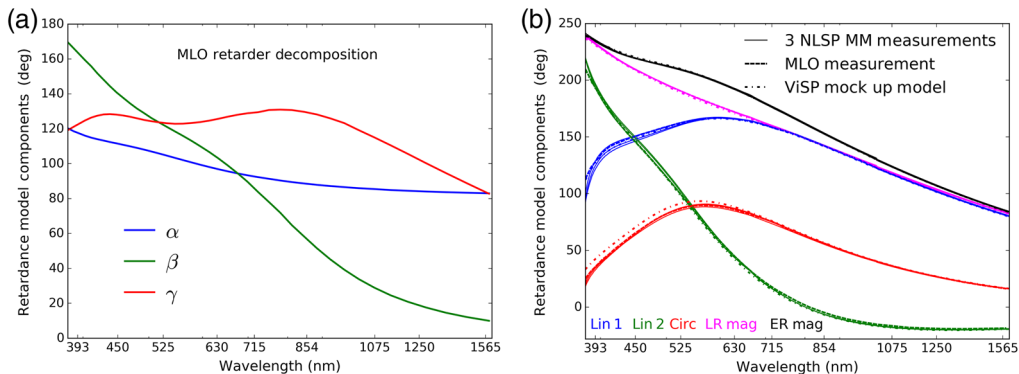 (a)
MLO retarder decomposition
Retardance model components (deg)
180
160
140
120
100
80
60
40
20
0
α
β
γ
393 450 525 630 715 854 1075 1250 1565
Wavelength (nm)
(b)
Retardance model components (deg)
250
200
150
100
50
0
3 NLSP MM measurements
MLO measurement
ViSP mock up model
Lin 1 Lin 2 Circ LR mag ER mag
393 450 525 630 715 854 1075 1250 1565
Wavelength (nm)